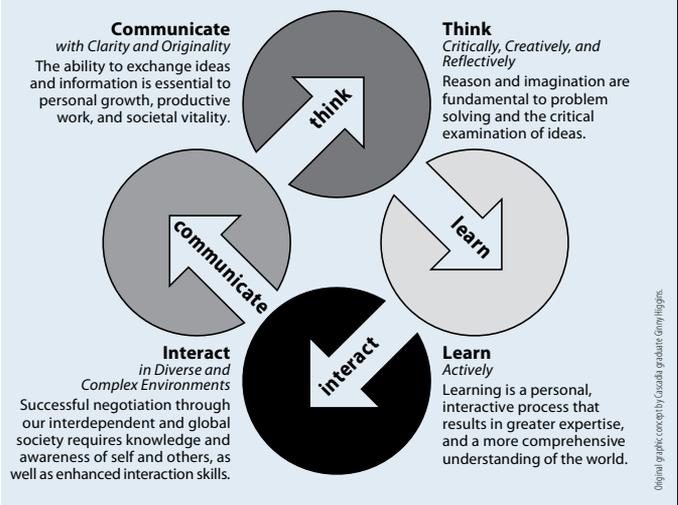 Communicate
with Clarity and Originality
The ability to exchange ideas
and information is essential to
personal growth, productive
work, and societal vitality.
Think
Critically, Creatively, and
Reflectively
Reason and imagination are
fundamental to problem
solving and the critical
examination of ideas.
think
communicate
learn
interact
Interact
in Diverse and
Complex Environments
Successful negotiation through
our interdependent and global
society requires knowledge and
awareness of self and others, as
well as enhanced interaction skills.
Learn
Actively
Learning is a personal,
interactive process that
results in greater expertise,
and a more comprehensive
understanding of the world.
Original graphic concept by Cascadia graduate Ginny Higgins.